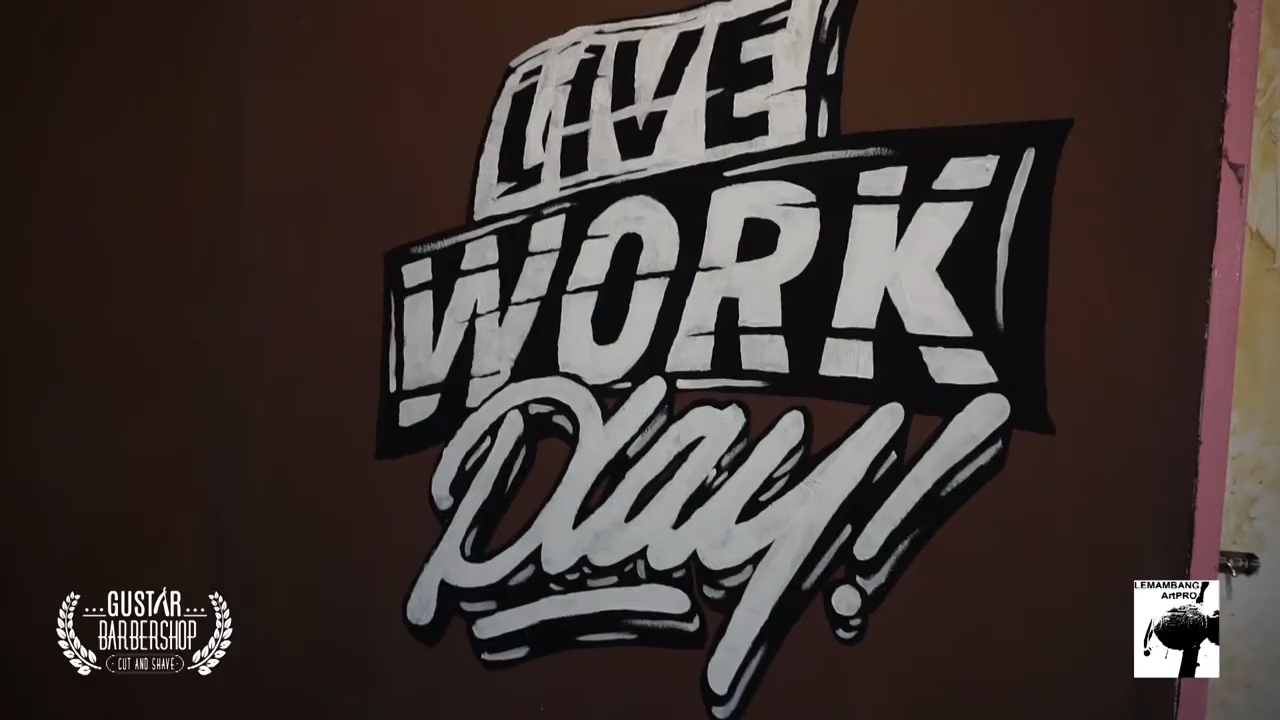 LIVE
WORK
Play!
...GUSTAR...
BARBERSHOP
CUT AND SHAVE
LEMAMBANG
ArtPRO